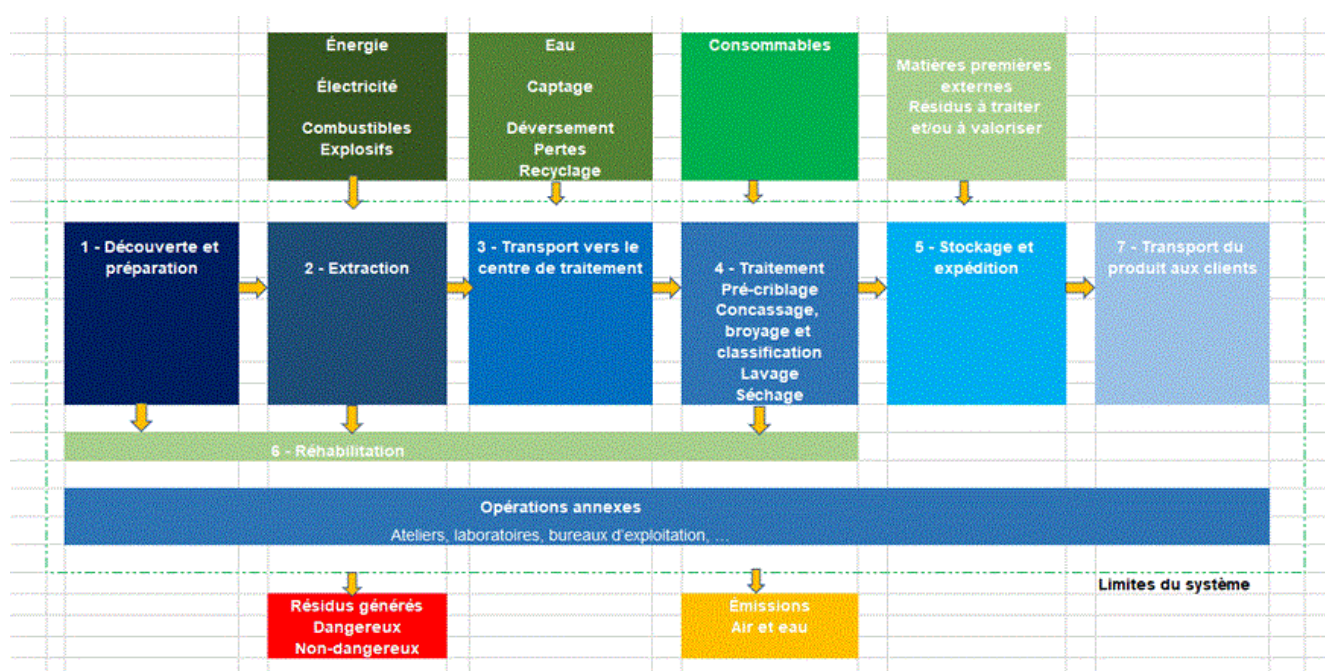 Énergie
Électricité
Combustibles
Explosifs
Eau
Captage
Déversement
Pertes
Recyclage
Consommables
Matières premières
externes
Résidus à traiter
et/ou à valoriser
1 - Découverte et
préparation
2 - Extraction
3 - Transport vers le
centre de traitement
4 - Traitement
Pré-criblage
Concassage,
broyage et
classification
Lavage
Séchage
5 - Stockage et
expédition
7 - Transport du
produit aux clients
6 - Réhabilitation
Opérations annexes
Ateliers, laboratoires, bureaux d'exploitation, ...
Limites du système
Résidus générés
Dangereux
Non-dangereux
Émissions
Air et eau